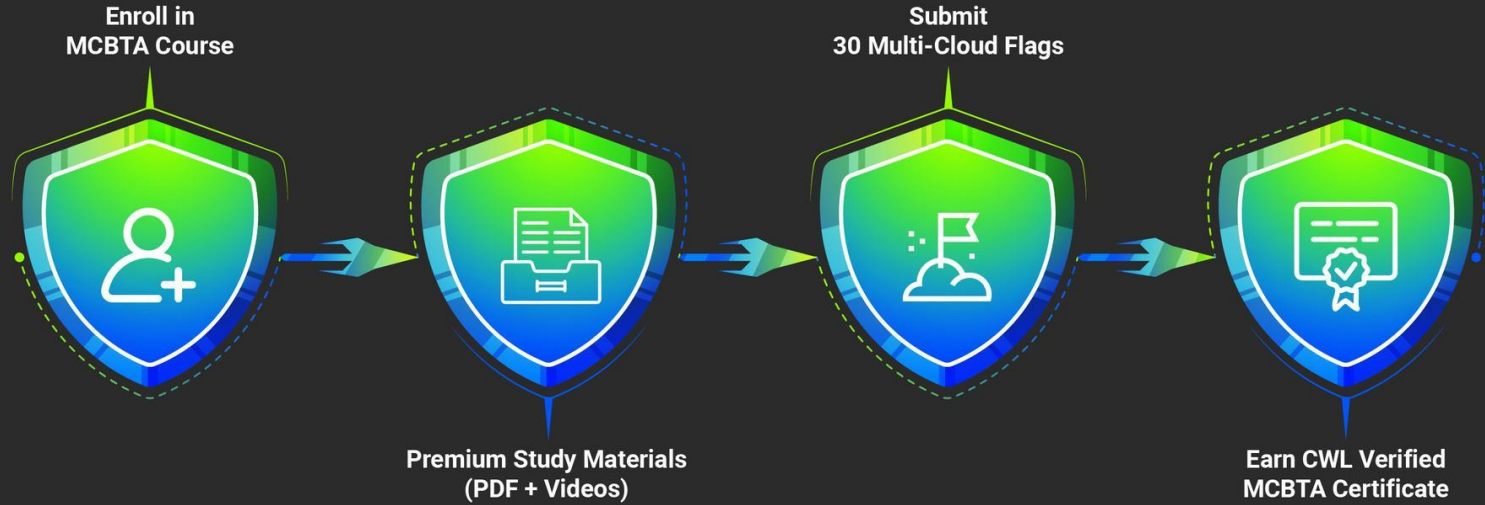 Enroll in
MCBTA Course
Premium Study Materials
(PDF + Videos)
Submit
30 Multi-Cloud Flags
Earn CWL Verified
MCBTA Certificate